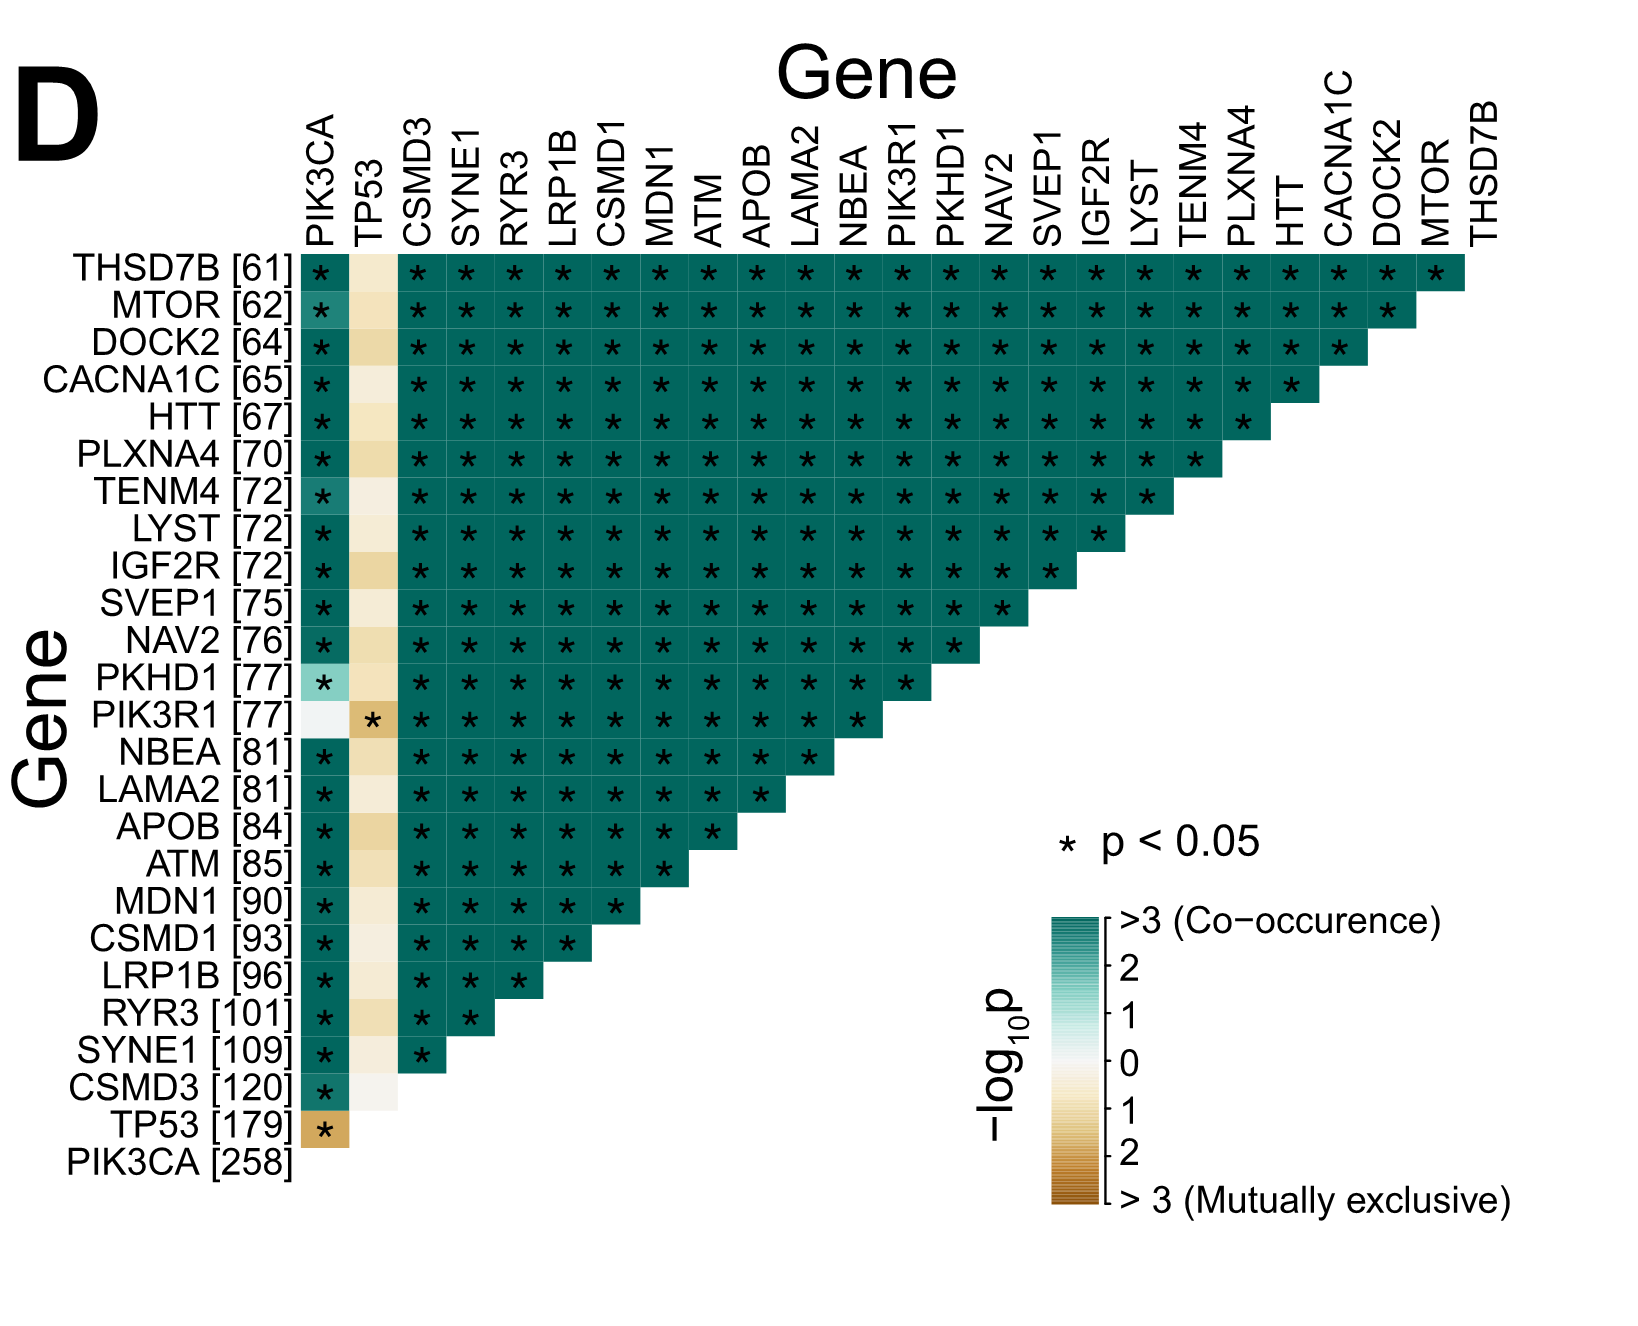 D
Gene
PIK3CA
TP53
CSMD3
SYNE1
RYR3
LRP1B
CSMD1
MDN1
ATM
APOB
LAMA2
NBEA
PIK3R1
PKHD1
NAV2
SVEP1
IGF2R
LYST
TENM4
PLXNA4
HTT
CACNA1C
DOCK2
MTOR
THSD7B
Gene
THSD7B [61] * * * * * * * * * * * * * * * * * * * * * * *
MTOR [62] * * * * * * * * * * * * * * * * * * * * * *
DOCK2 [64] * * * * * * * * * * * * * * * * * * * * *
CACNA1C [65] * * * * * * * * * * * * * * * * * * * *
HTT [67] * * * * * * * * * * * * * * * * * * *
PLXNA4 [70] * * * * * * * * * * * * * * * * * *
TENM4 [72] * * * * * * * * * * * * * * * * *
LYST [72] * * * * * * * * * * * * * * * *
IGF2R [72] * * * * * * * * * * * * * * *
SVEP1 [75] * * * * * * * * * * * * * *
NAV2 [76] * * * * * * * * * * * * *
PKHD1 [77] * * * * * * * * * * * *
PIK3R1 [77] * * * * * * * * * * *
NBEA [81] * * * * * * * * * *
LAMA2 [81] * * * * * * * * *
APOB [84] * * * * * * * *
ATM [85] * * * * * * *
MDN1 [90] * * * * * *
CSMD1 [93] * * * * *
LRP1B [96] * * * *
RYR3 [101] * * *
SYNE1 [109] * *
CSMD3 [120] *
TP53 [179] *
PIK3CA [258]
* p < 0.05
−log10p
>3 (Co−occurence)
2
1
0
1
2
> 3 (Mutually exclusive)